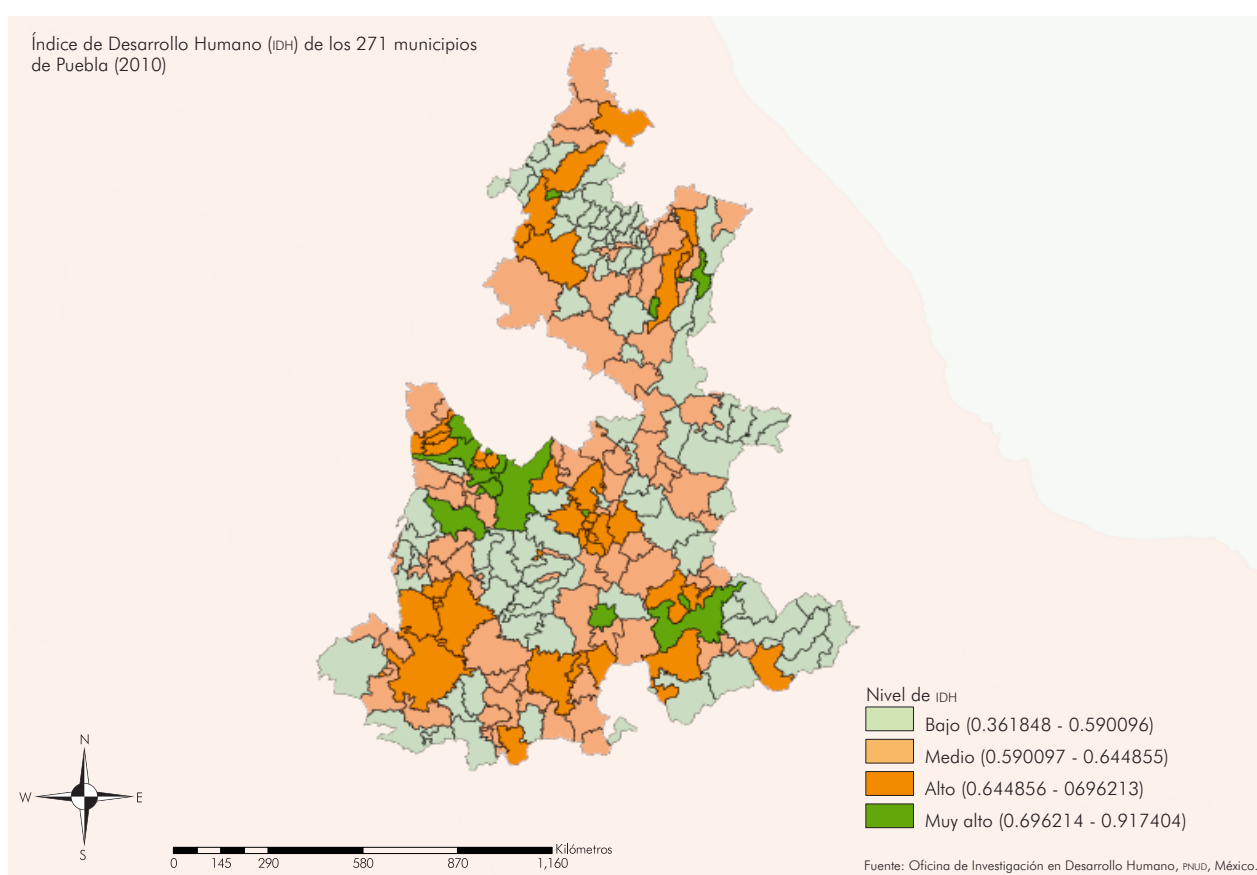 Índice de Desarrollo Humano (IDH) de los 271 municipios
de Puebla (2010)
Nivel de IDH
Bajo (0.361848 - 0.590096)
Medio (0.590097 - 0.644855)
Alto (0.644856 - 0696213)
Muy alto (0.696214 - 0.917404)
N
W
E
S
Kilómetros
0 145 290 580 870 1,160
Fuente: Oficina de Investigación en Desarrollo Humano, PNUD, México.